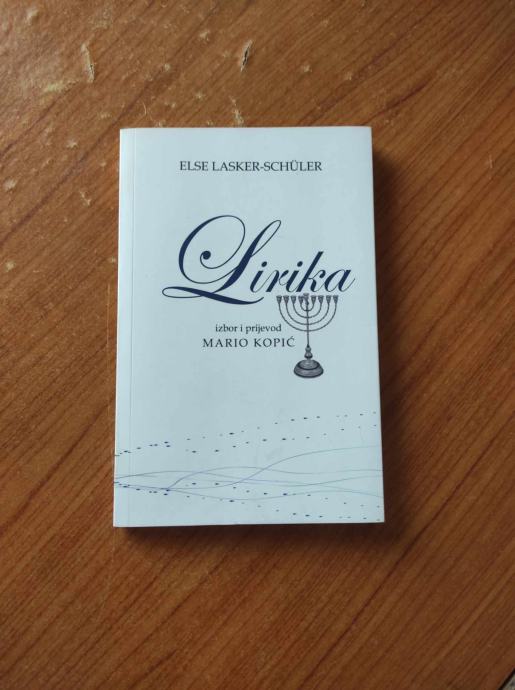 ELSE LASKER-SCHÜLER
Lirika
izbor i prijevod
MARIO KOPIĆ